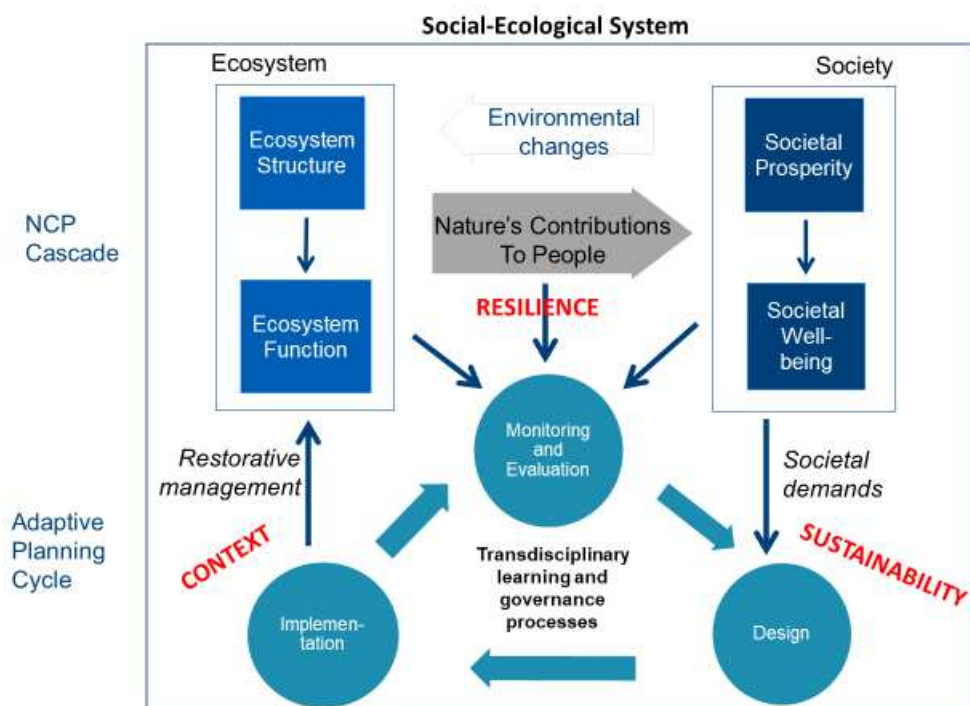 Social-Ecological System
Ecosystem
Society
Ecosystem
Structure
Environmental
changes
Societal
Prosperity
NCP
Cascade
Nature's Contributions
To People
RESILIENCE
Ecosystem
Function
Societal
Well-
being
Monitoring
and
Evaluation
Restorative
management
Societal
demands
Adaptive
Planning
Cycle
CONTEXT
SUSTAINABILITY
Transdisciplinary
learning and
governance
processes
Implemen-
tation
Design